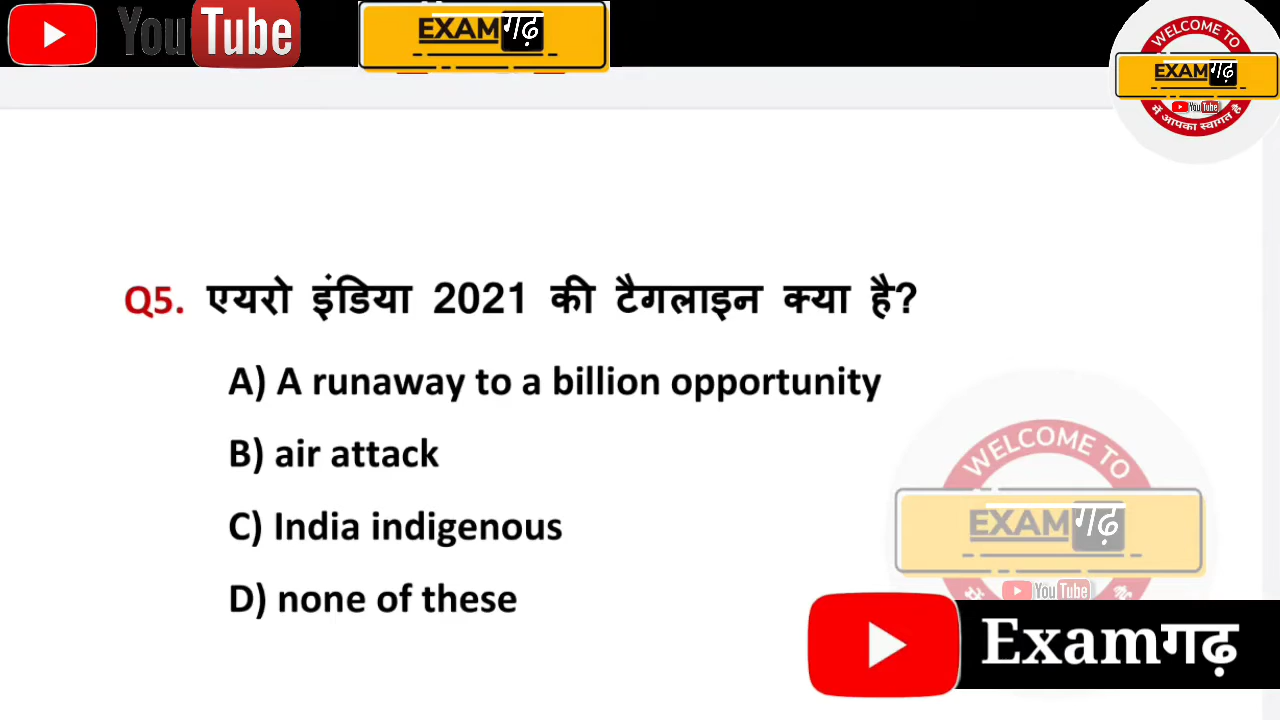 YouTube
EXAMगढ़
WELCOME TO
EXAMगढ़
YouTube
में आपका स्वागत है
Q5. एयरो इंडिया 2021 की टैगलाइन क्या है?
A) A runaway to a billion opportunity
B) air attack
C) India indigenous
D) none of these
WELCOME TO
EXAMगढ़
YouTube
Examगढ़